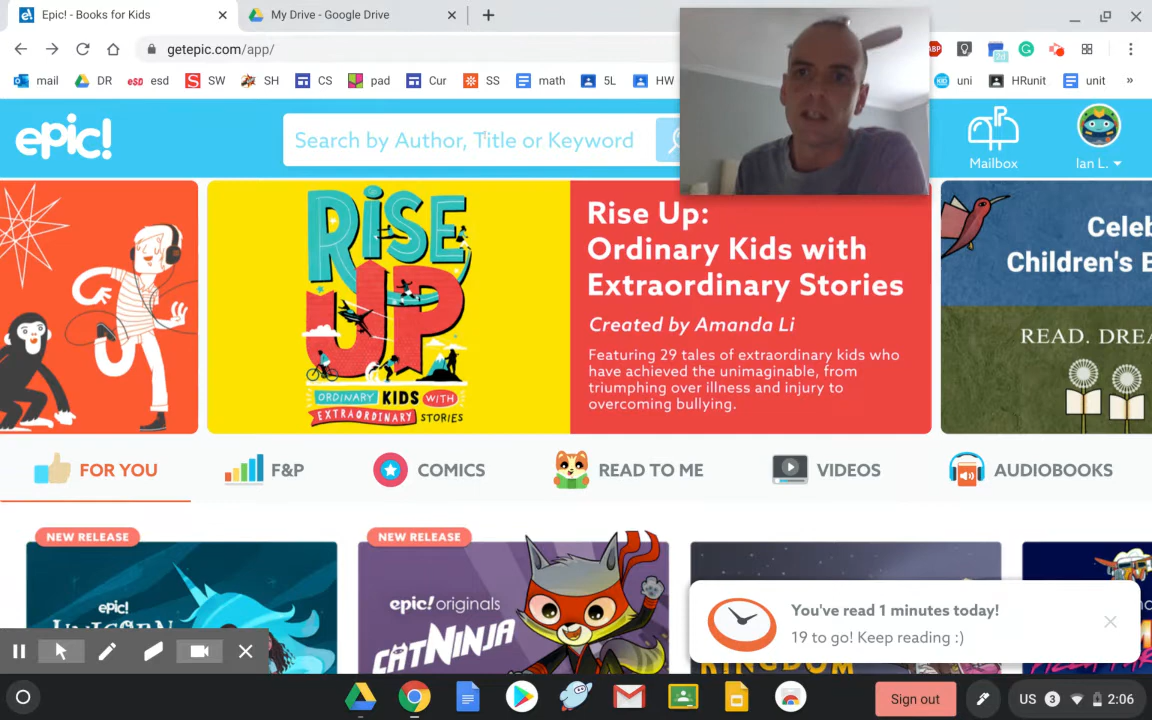 Epic! - Books for Kids
My Drive - Google Drive
getepic.com/app/
ABP
2d
mail
DR
esd esd
S SW
SH
CS
pad
Cur
SS
math
5L
HW
uni
HRunit
unit
»
epic!
Search by Author, Title or Keyword
Mailbox
Ian L.
RISE
UP
ORDINARY KIDS WITH
EXTRAORDINARY STORIES
Rise Up:
Ordinary Kids with
Extraordinary Stories
Created by Amanda Li
Featuring 29 tales of extraordinary kids who
have achieved the unimaginable, from
triumphing over illness and injury to
overcoming bullying.
Celeb
Children's B
READ. DREA
FOR YOU
F&P
COMICS
READ TO ME
VIDEOS
AUDIOBOOKS
NEW RELEASE
NEW RELEASE
epic!
UNICORN
epic! originals
CATNINJA
KINGDOM
You've read 1 minutes today!
19 to go! Keep reading :)
Sign out
US
3
2:06